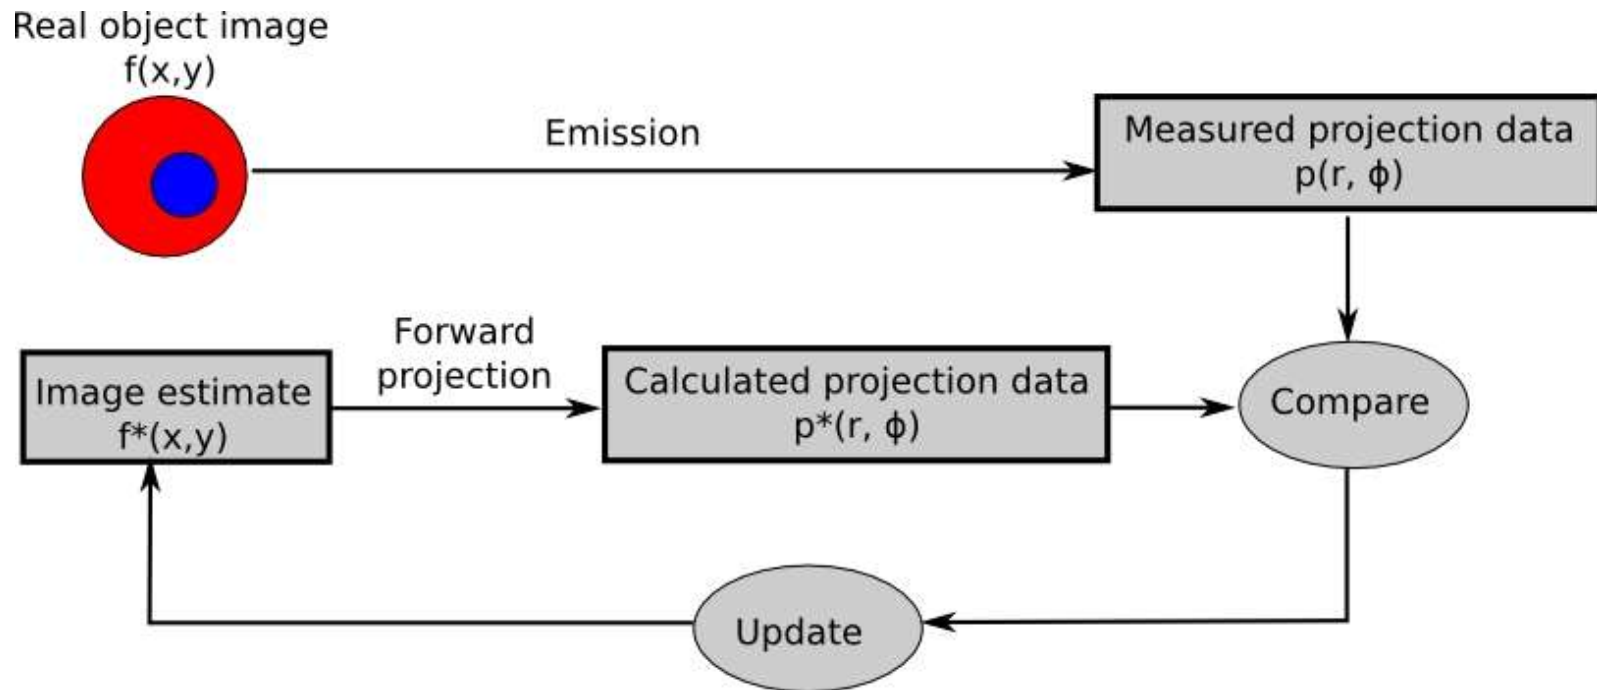 Real object image
f(x,y)
Emission
Measured projection data
p(r, ϕ)
Forward
projection
Image estimate
f*(x,y)
Calculated projection data
p*(r, ϕ)
Compare
Update